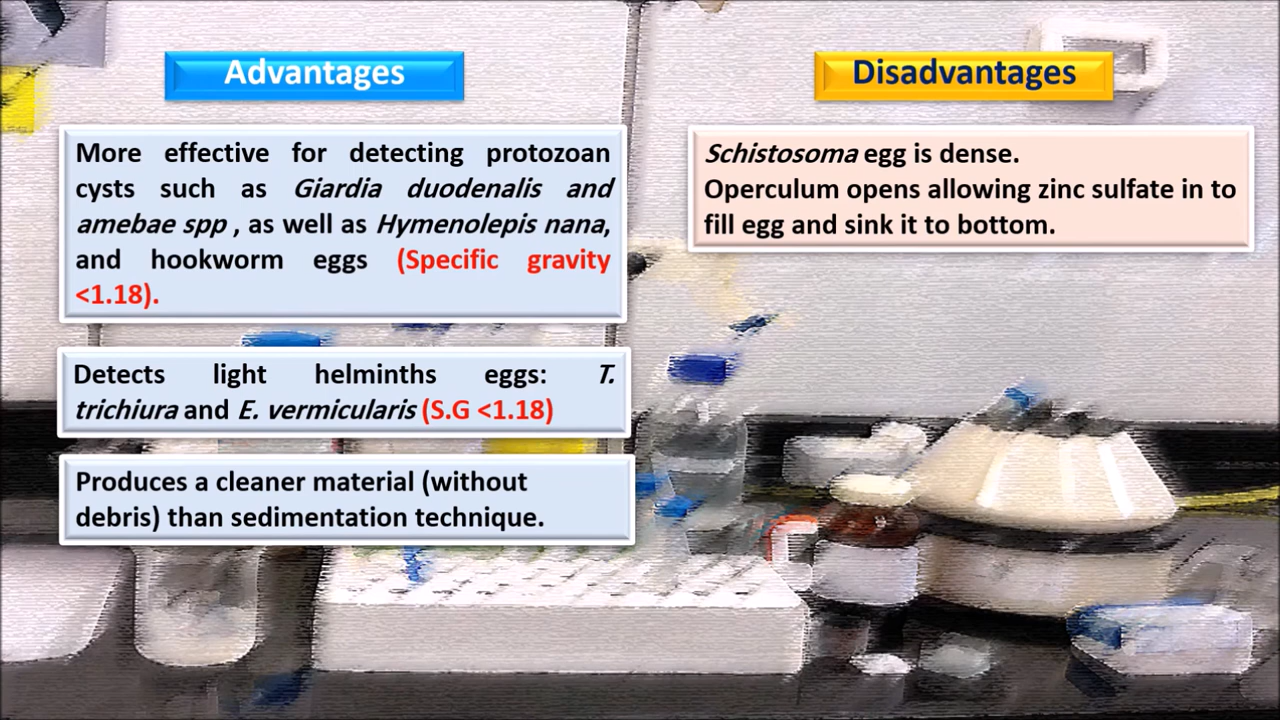 Advantages
More effective for detecting protozoan
cysts such as Giardia duodenalis and
amebae spp , as well as Hymenolepis nana,
and hookworm eggs (Specific gravity
<1.18).
Detects light helminths eggs: T.
trichiura and E. vermicularis (S.G <1.18)
Produces a cleaner material (without
debris) than sedimentation technique.
Disadvantages
Schistosoma egg is dense.
Operculum opens allowing zinc sulfate in to
fill egg and sink it to bottom.